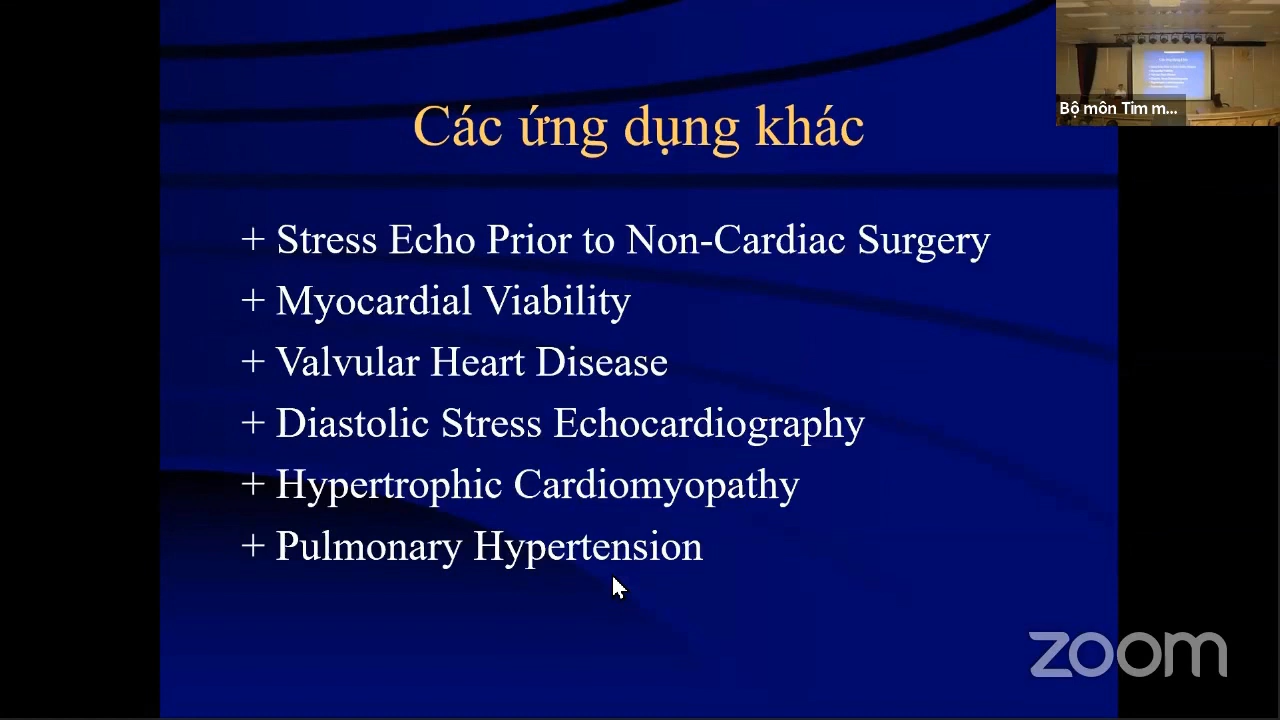 Các ứng dụng khác
+ Stress Echo Prior to Non-Cardiac Surgery
+ Myocardial Viability
+ Valvular Heart Disease
+ Diastolic Stress Echocardiography
+ Hypertrophic Cardiomyopathy
+ Pulmonary Hypertension
Bộ môn Tim m...
zoom